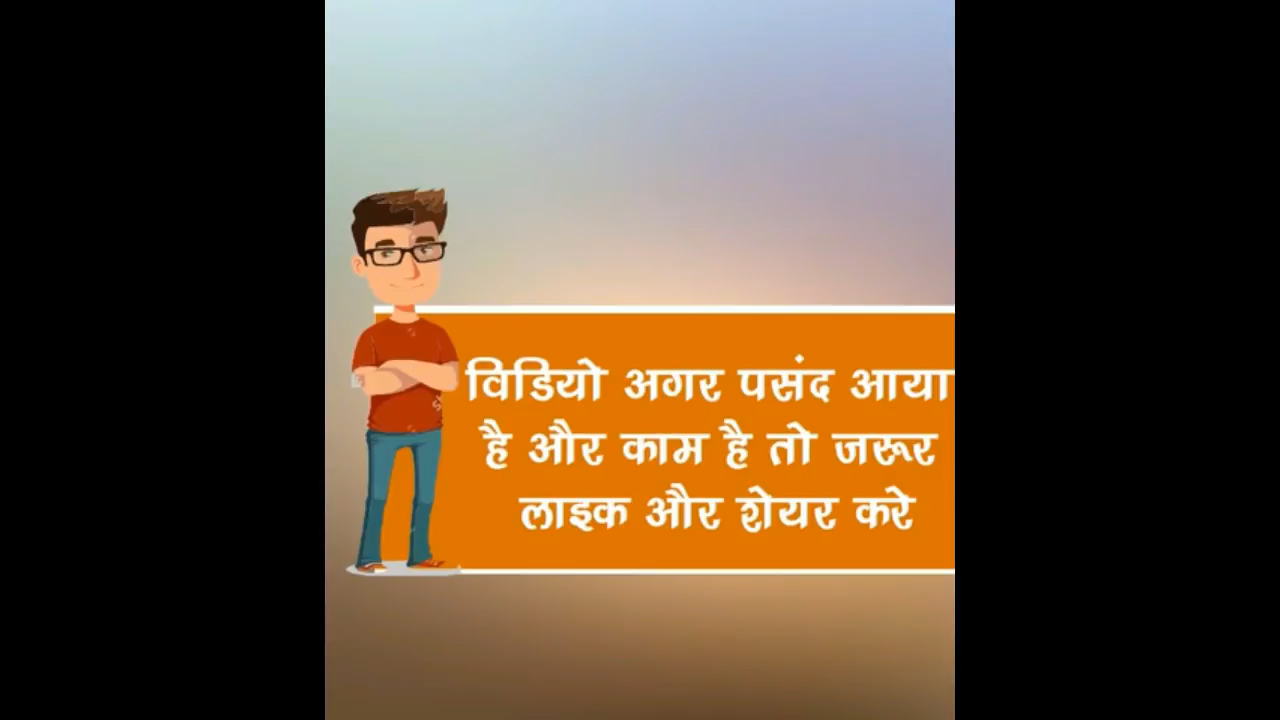 विडियो अगर पसंद आया
है और काम है तो जरूर
लाइक और शेयर करे